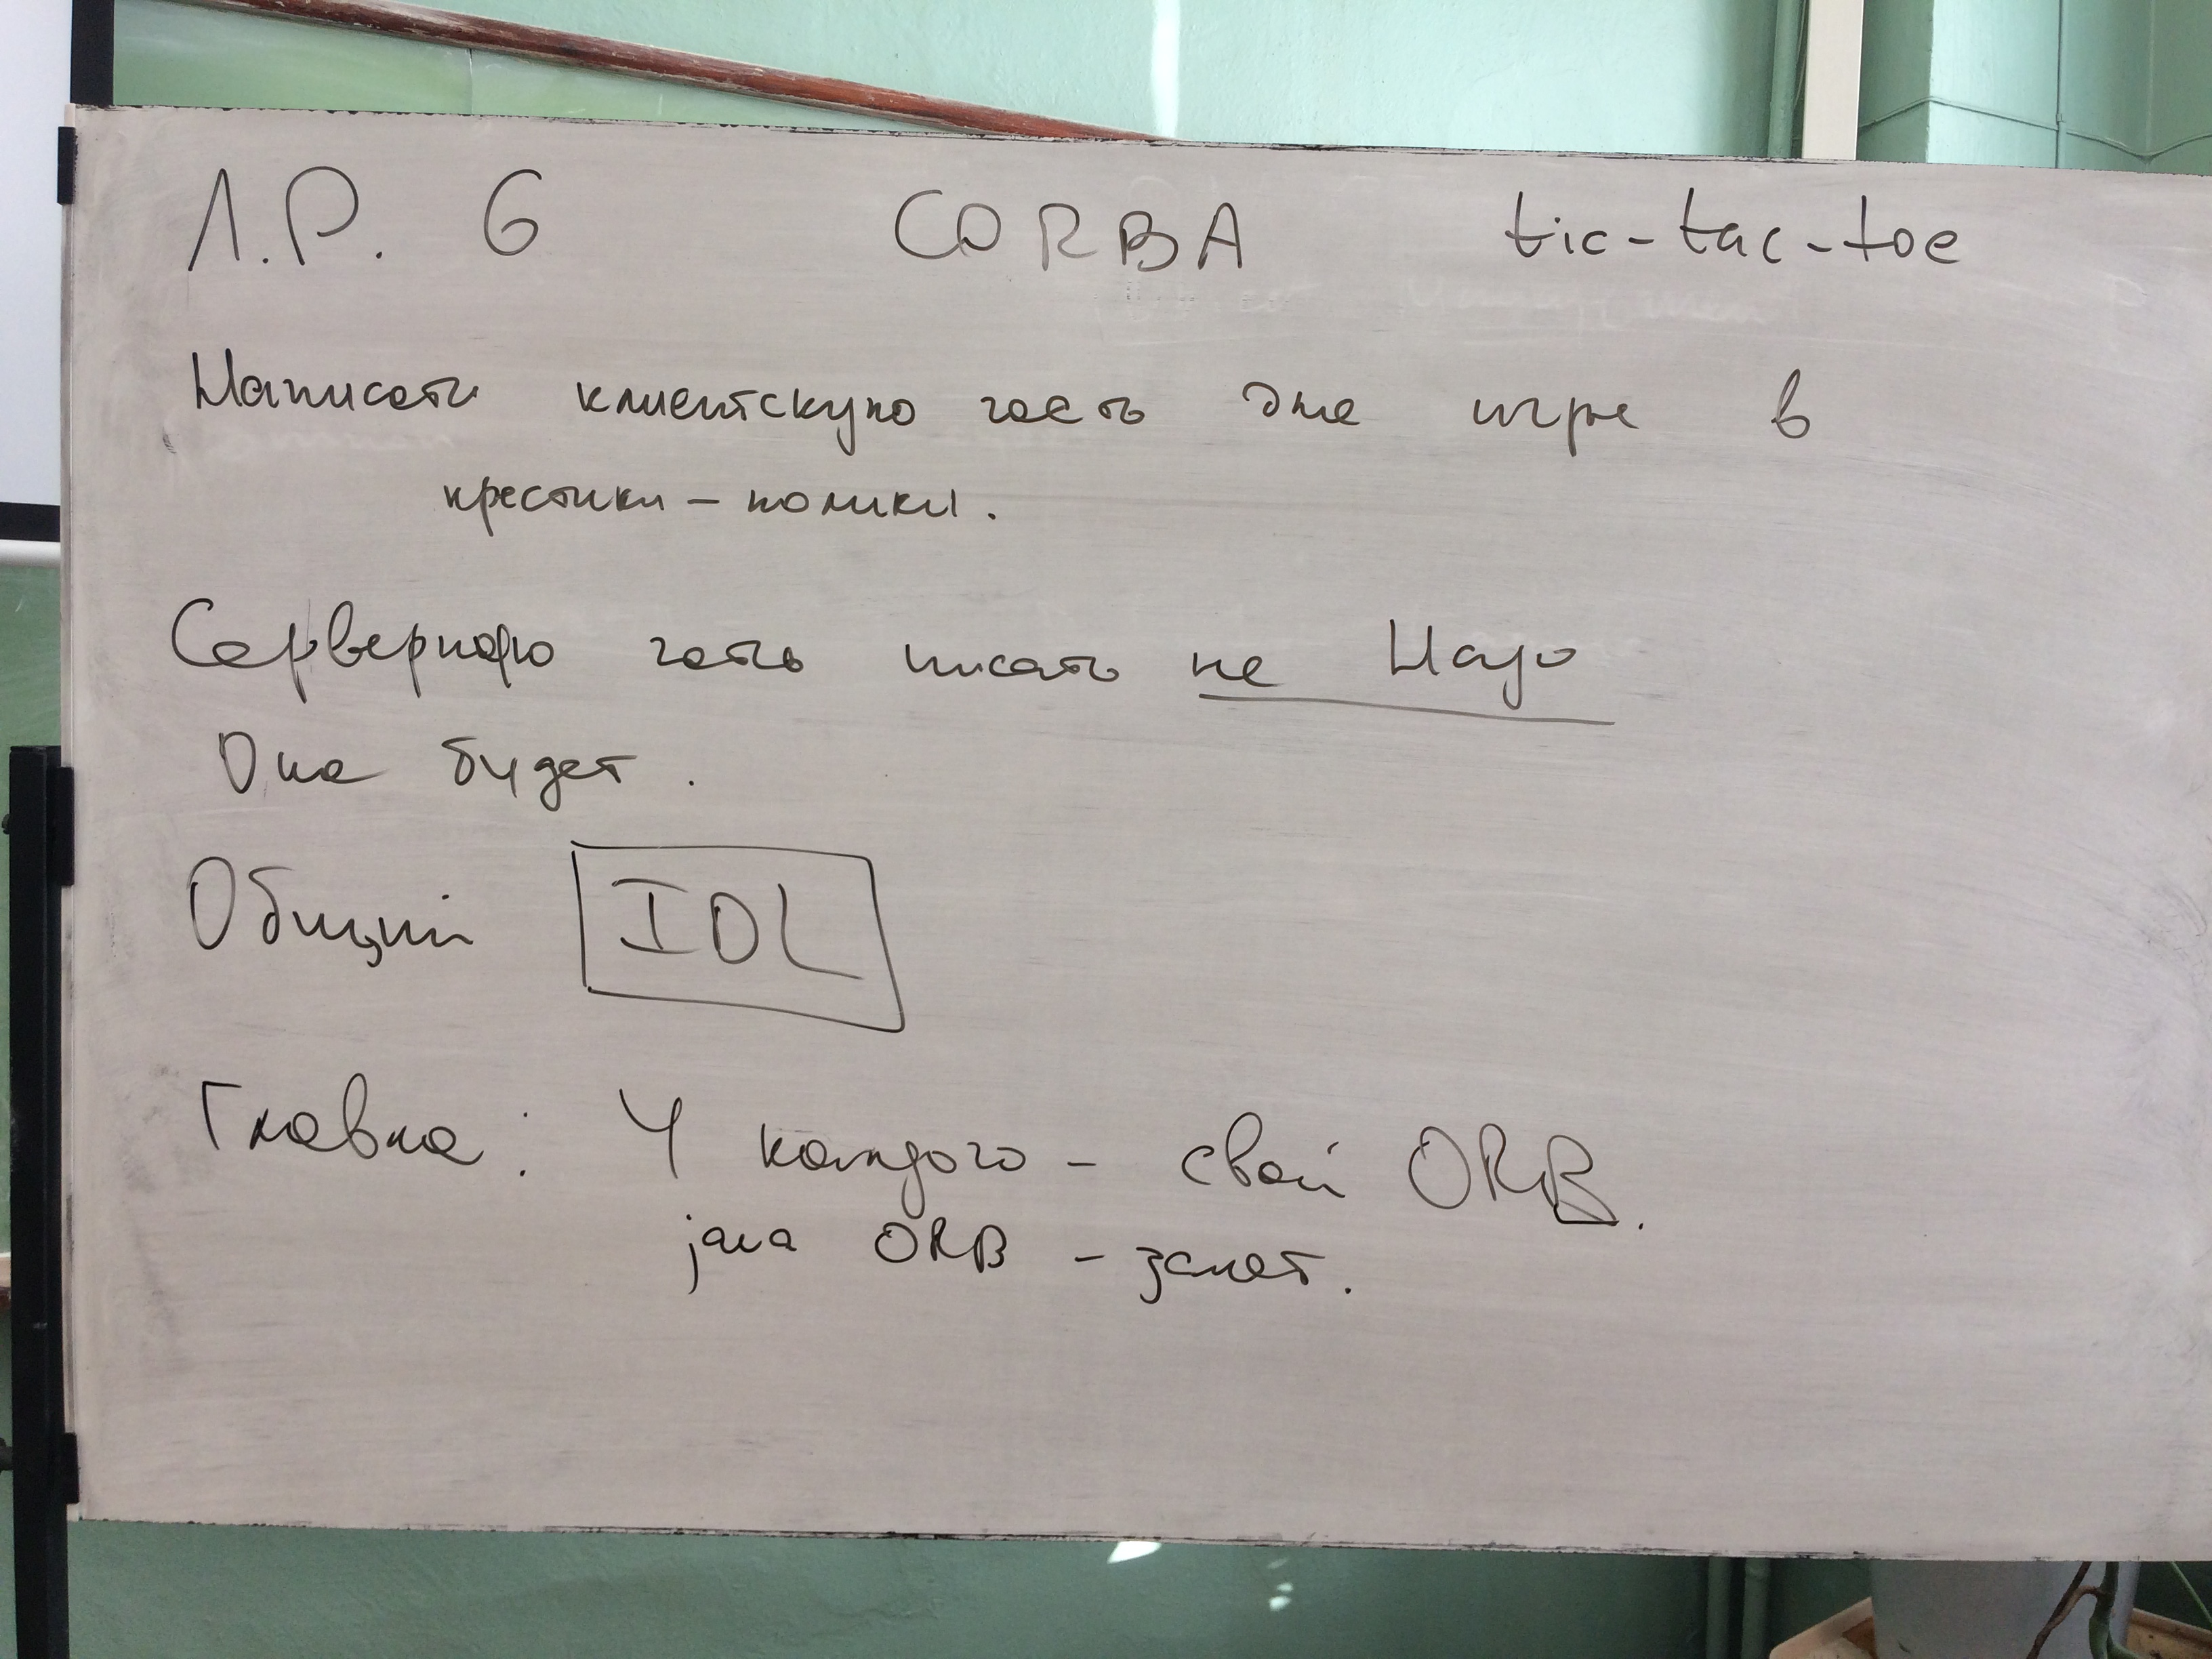 Л.Р. 6 CORBA tic-tac-toe
Написать клиентскую часть для игры в
крестики – нолики.
Серверную часть писать не надо
Она будет.
Общий IDL
Главное: У каждого – свой ORB.
java ORB –